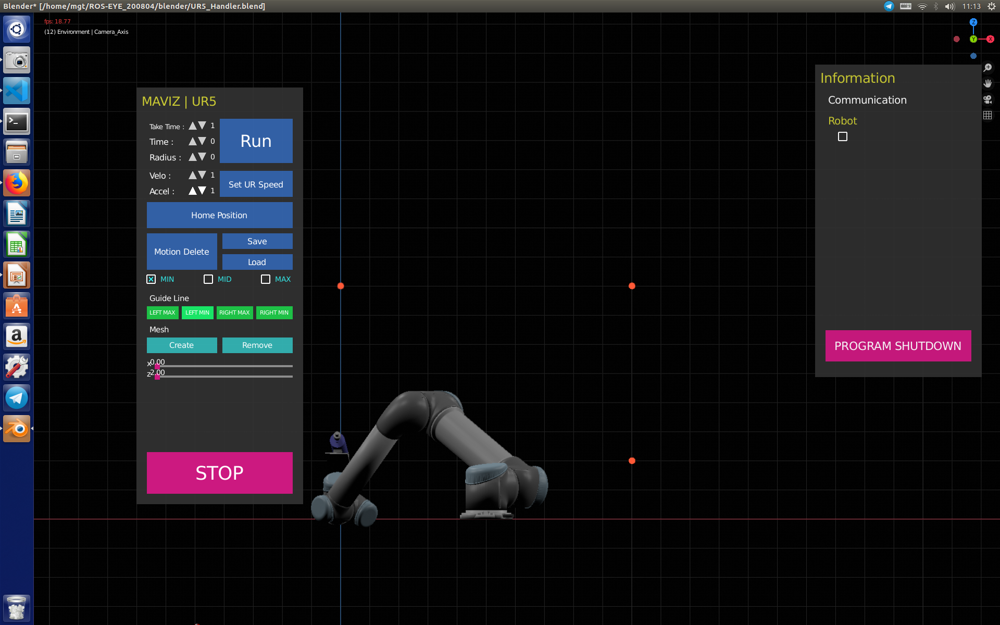 Blender* [/home/mgt/ROS-EYE_200804/blender/UR5_Handler.blend]
11:13
fps: 18.77
(12) Environment | Camera_Axis
Z
Y
X
MAVIZ | UR5
Take Time : 1
Time : 0
Radius : 0
Run
Velo : 1
Accel : 1
Set UR Speed
Home Position
Motion Delete
Save
Load
MIN MID MAX
Guide Line
LEFT MAX LEFT MIN RIGHT MAX RIGHT MIN
Mesh
Create Remove
x 0.00
z 2.00
STOP
Information
Communication
Robot
PROGRAM SHUTDOWN